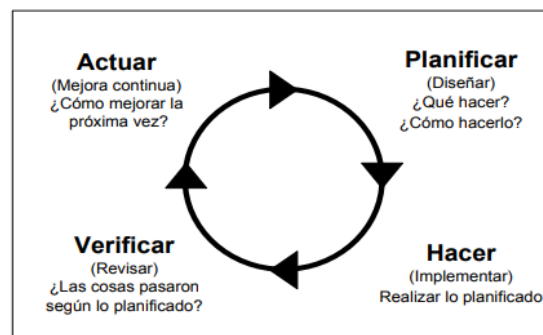 Actuar
(Mejora continua)
¿Cómo mejorar la
próxima vez?
Planificar
(Diseñar)
¿Qué hacer?
¿Cómo hacerlo?
Verificar
(Revisar)
¿Las cosas pasaron
según lo planificado?
Hacer
(Implementar)
Realizar lo planificado